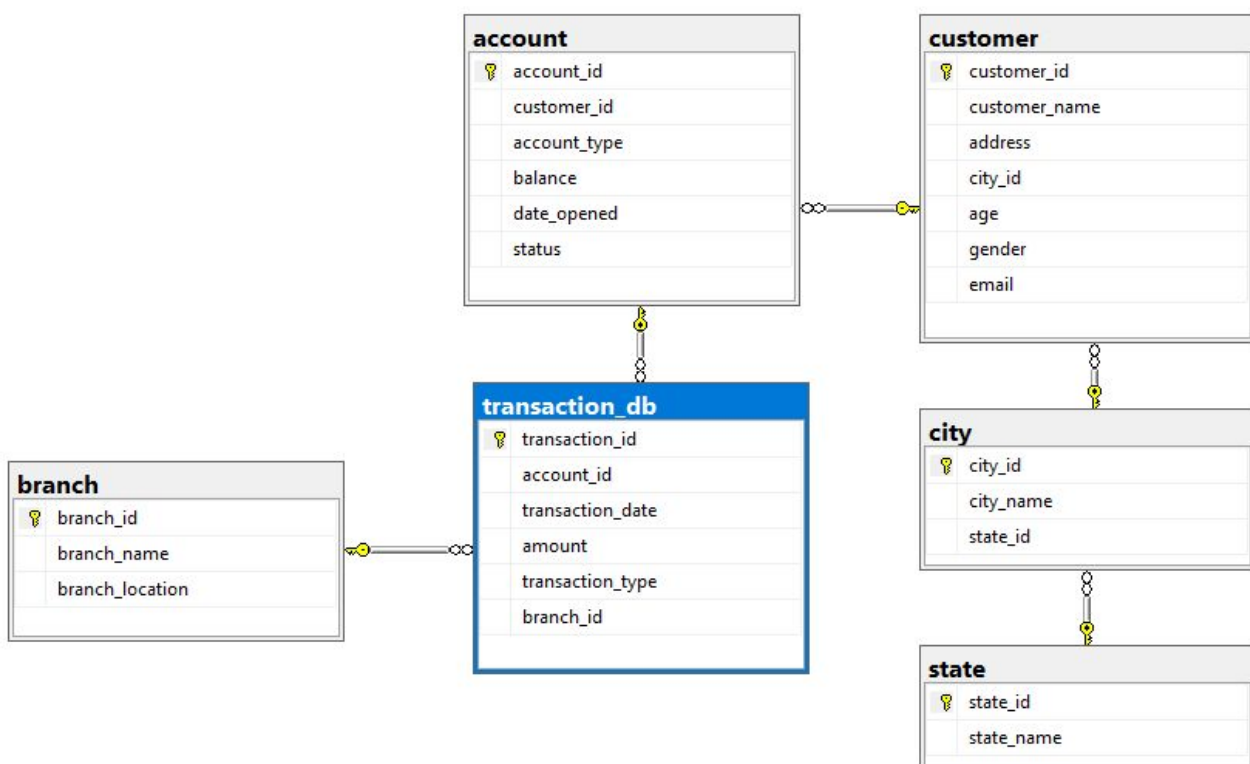 account
account_id
customer_id
account_type
balance
date_opened
status
customer
customer_id
customer_name
address
city_id
age
gender
email
transaction_db
transaction_id
account_id
transaction_date
amount
transaction_type
branch_id
branch
branch_id
branch_name
branch_location
city
city_id
city_name
state_id
state
state_id
state_name